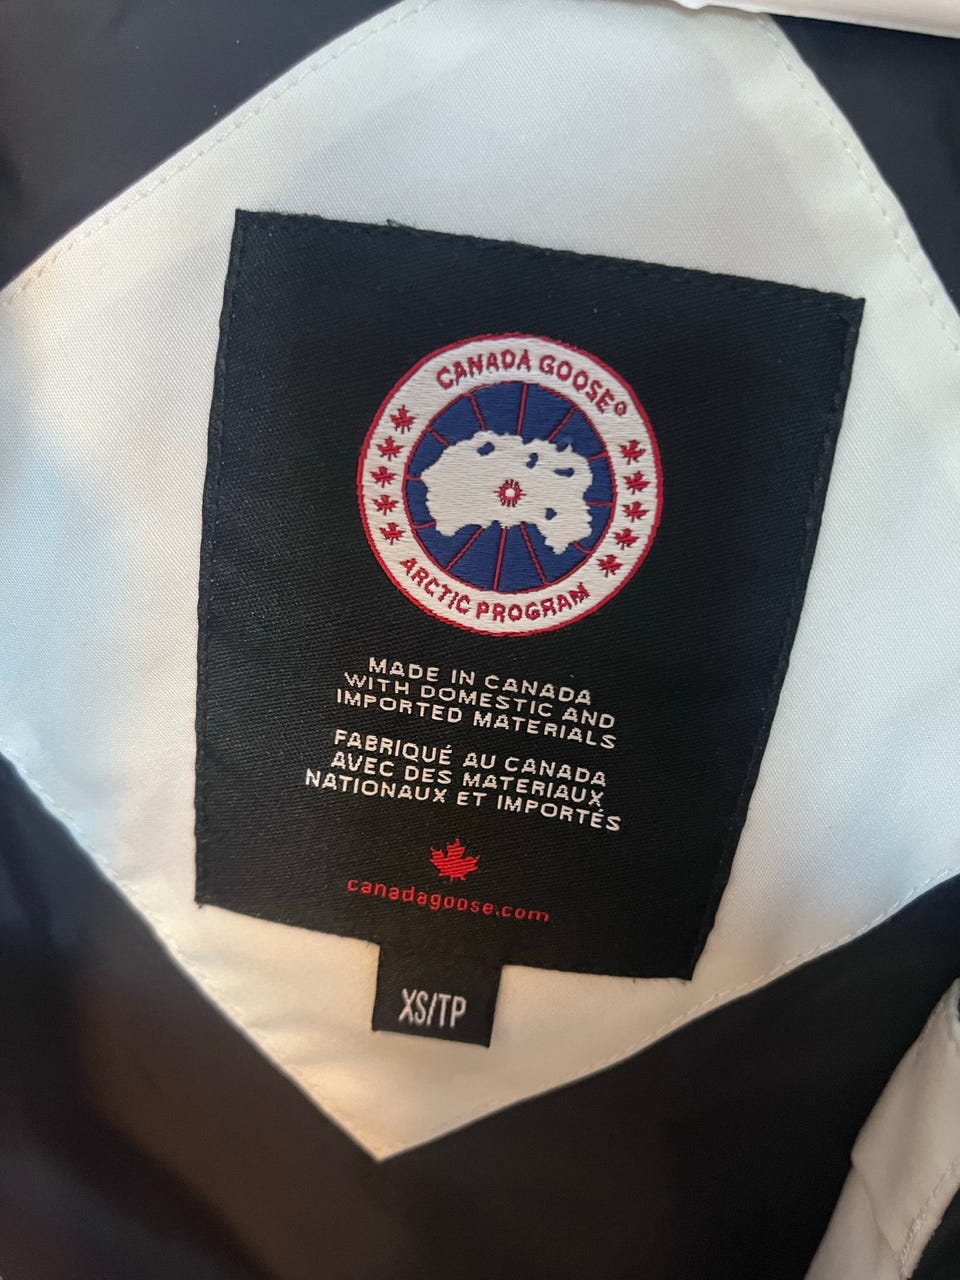 CANADA GOOSE®
ARCTIC PROGRAM
MADE IN CANADA
WITH DOMESTIC AND
IMPORTED MATERIALS
FABRIQUÉ AU CANADA
AVEC DES MATERIAUX
NATIONAUX ET IMPORTÉS
canadagoose.com
XS/TP